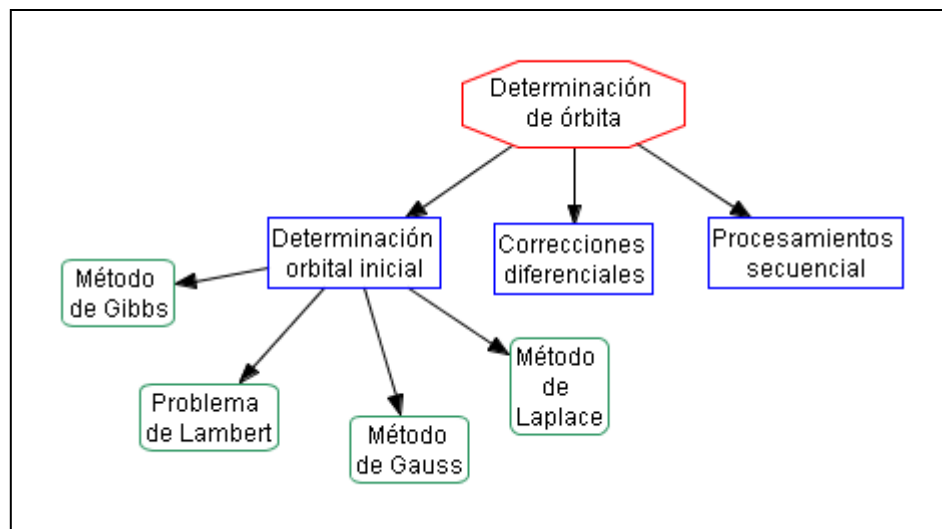 Determinación
de órbita
Determinación
orbital inicial
Correcciones
diferenciales
Procesamientos
secuencial
Método
de Gibbs
Problema
de Lambert
Método
de Gauss
Método
de
Laplace